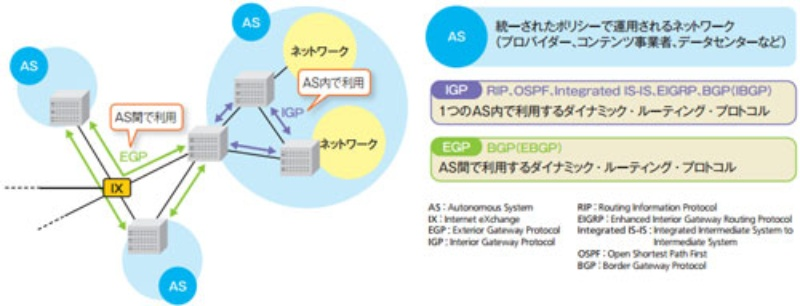 AS
ネットワーク
AS
AS間で利用
AS内で利用
IGP
EGP
ネットワーク
IX
AS
AS
統一されたポリシーで運用されるネットワーク
(プロバイダー、コンテンツ事業者、データセンターなど)
IGP RIP、OSPF、Integrated IS-IS、EIGRP、BGP(IBGP)
1つのAS内で利用するダイナミック・ルーティング・プロトコル
EGP BGP(EBGP)
AS間で利用するダイナミック・ルーティング・プロトコル
AS：Autonomous System
IX：Internet eXchange
EGP：Exterior Gateway Protocol
IGP：Interior Gateway Protocol
RIP：Routing Information Protocol
EIGRP：Enhanced Interior Gateway Routing Protocol
Integrated IS-IS：Integrated Intermediate System to
Intermediate System
OSPF：Open Shortest Path First
BGP：Border Gateway Protocol